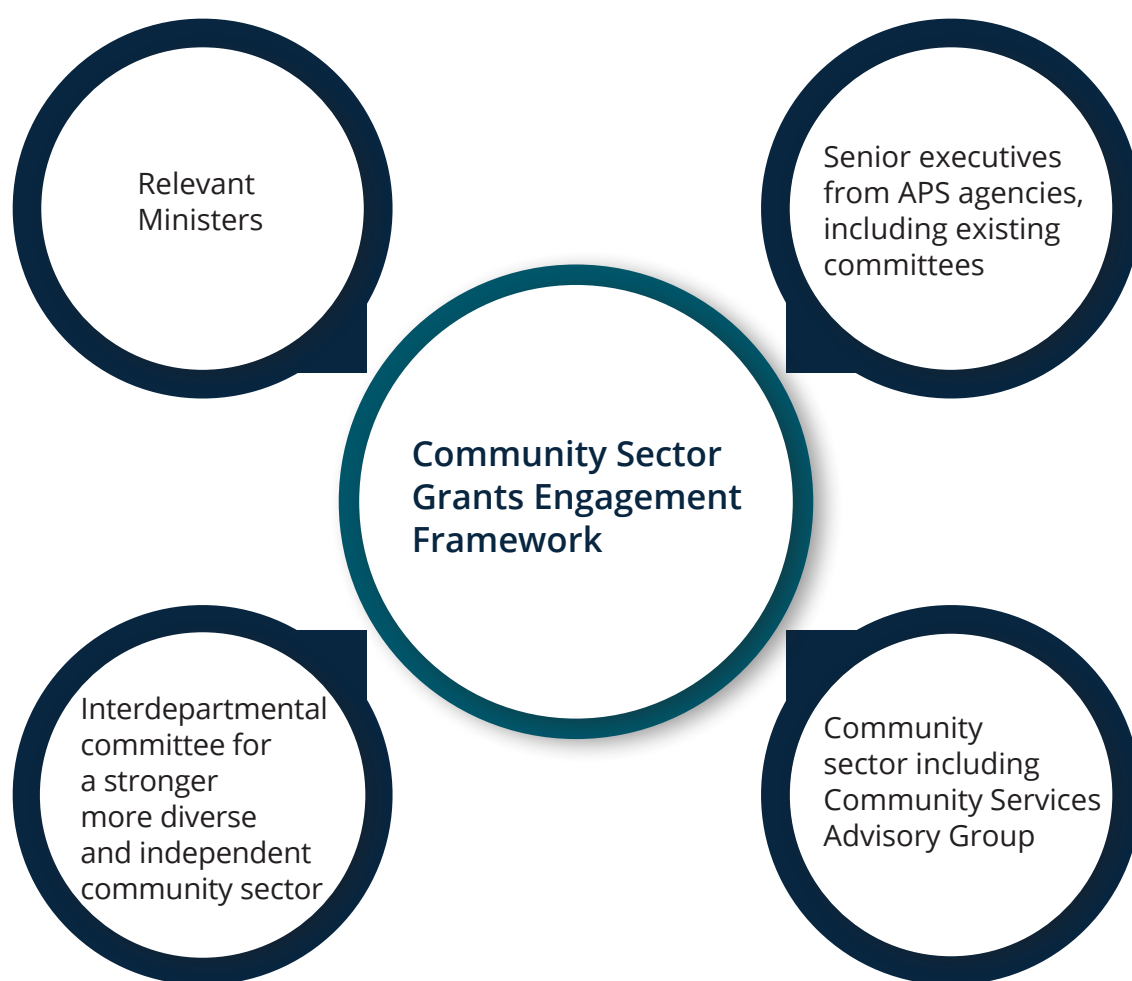 Relevant
Ministers
Senior executives
from APS agencies,
including existing
committees
Community Sector
Grants Engagement
Framework
Interdepartmental
committee for
a stronger
more diverse
and independent
community sector
Community
sector including
Community Services
Advisory Group